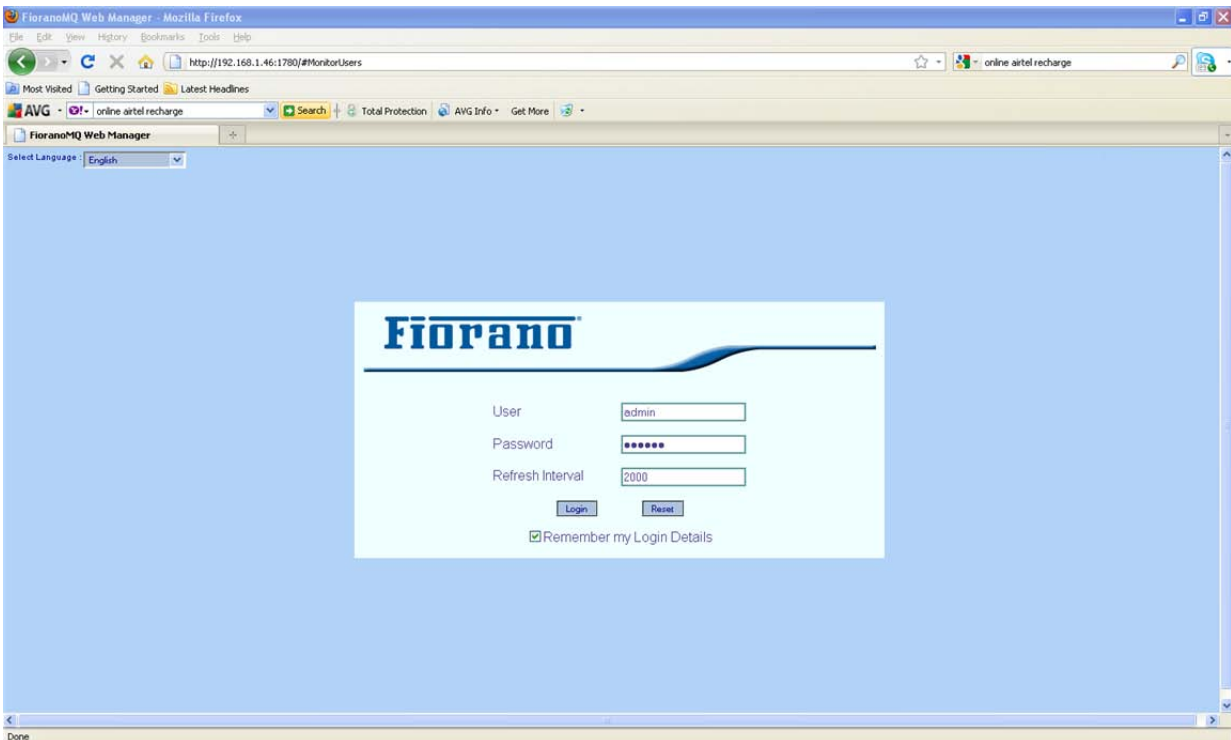 FioranoMQ Web Manager - Mozilla Firefox
File Edit View History Bookmarks Tools Help
http://192.168.1.46:1780/#MonitorUsers
online airtel recharge
Most Visited Getting Started Latest Headlines
AVG online airtel recharge Search Total Protection AVG Info Get More
FioranoMQ Web Manager
Select Language : English
Fiorano
User admin
Password ••••••
Refresh Interval 2000
Login Reset
Remember my Login Details
Done